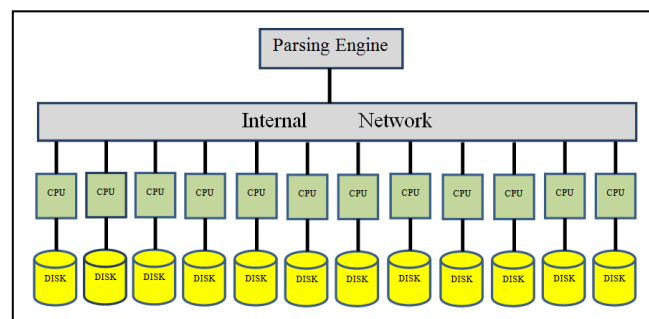 Parsing Engine
Internal Network
CPU CPU CPU CPU CPU CPU CPU CPU CPU CPU CPU CPU
DISK DISK DISK DISK DISK DISK DISK DISK DISK DISK DISK DISK